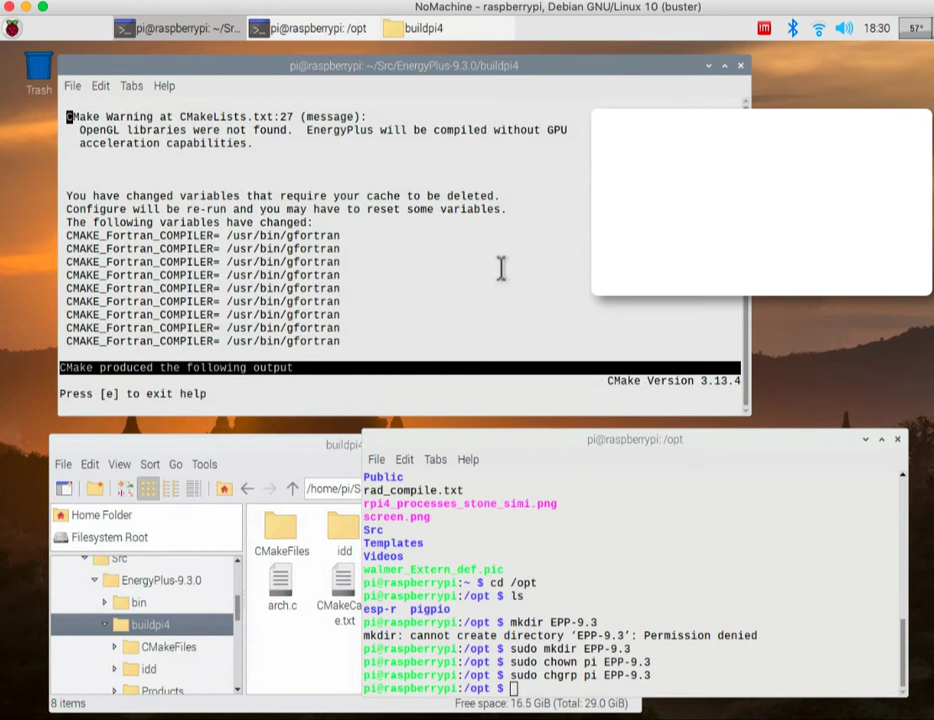 NoMachine - raspberrypi, Debian GNU/Linux 10 (buster)
pi@raspberrypi: ~/Sr...
pi@raspberrypi: /opt
buildpi4
18:30
57°
Trash
pi@raspberrypi: ~/Src/EnergyPlus-9.3.0/buildpi4
File Edit Tabs Help
CMake Warning at CMakeLists.txt:27 (message):
OpenGL libraries were not found. EnergyPlus will be compiled without GPU
acceleration capabilities.
You have changed variables that require your cache to be deleted.
Configure will be re-run and you may have to reset some variables.
The following variables have changed:
CMAKE_Fortran_COMPILER= /usr/bin/gfortran
CMAKE_Fortran_COMPILER= /usr/bin/gfortran
CMAKE_Fortran_COMPILER= /usr/bin/gfortran
CMAKE_Fortran_COMPILER= /usr/bin/gfortran
CMAKE_Fortran_COMPILER= /usr/bin/gfortran
CMAKE_Fortran_COMPILER= /usr/bin/gfortran
CMAKE_Fortran_COMPILER= /usr/bin/gfortran
CMAKE_Fortran_COMPILER= /usr/bin/gfortran
CMAKE_Fortran_COMPILER= /usr/bin/gfortran
CMake produced the following output
CMake Version 3.13.4
Press [e] to exit help
buildpi4
File Edit View Sort Go Tools
/home/pi/S
Home Folder
Filesystem Root
Src
EnergyPlus-9.3.0
bin
buildpi4
CMakeFiles
idd
Products
CMakeFiles
idd
arch.c
CMakeCa
e.txt
8 items
Free space: 16.5 GiB (Total: 29.0 GiB)
pi@raspberrypi: /opt
File Edit Tabs Help
Public
rad_compile.txt
rpi4_processes_stone_simi.png
screen.png
Src
Templates
Videos
walmer_Extern_def.pic
pi@raspberrypi:~ $ cd /opt
pi@raspberrypi:/opt $ ls
esp-r pigpio
pi@raspberrypi:/opt $ mkdir EPP-9.3
mkdir: cannot create directory ‘EPP-9.3’: Permission denied
pi@raspberrypi:/opt $ sudo mkdir EPP-9.3
pi@raspberrypi:/opt $ sudo chown pi EPP-9.3
pi@raspberrypi:/opt $ sudo chgrp pi EPP-9.3
pi@raspberrypi:/opt $